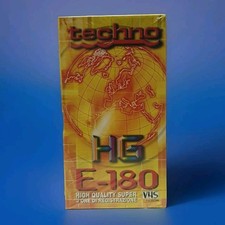 techno
HG
E-180
HIGH QUALITY SUPER
VHS